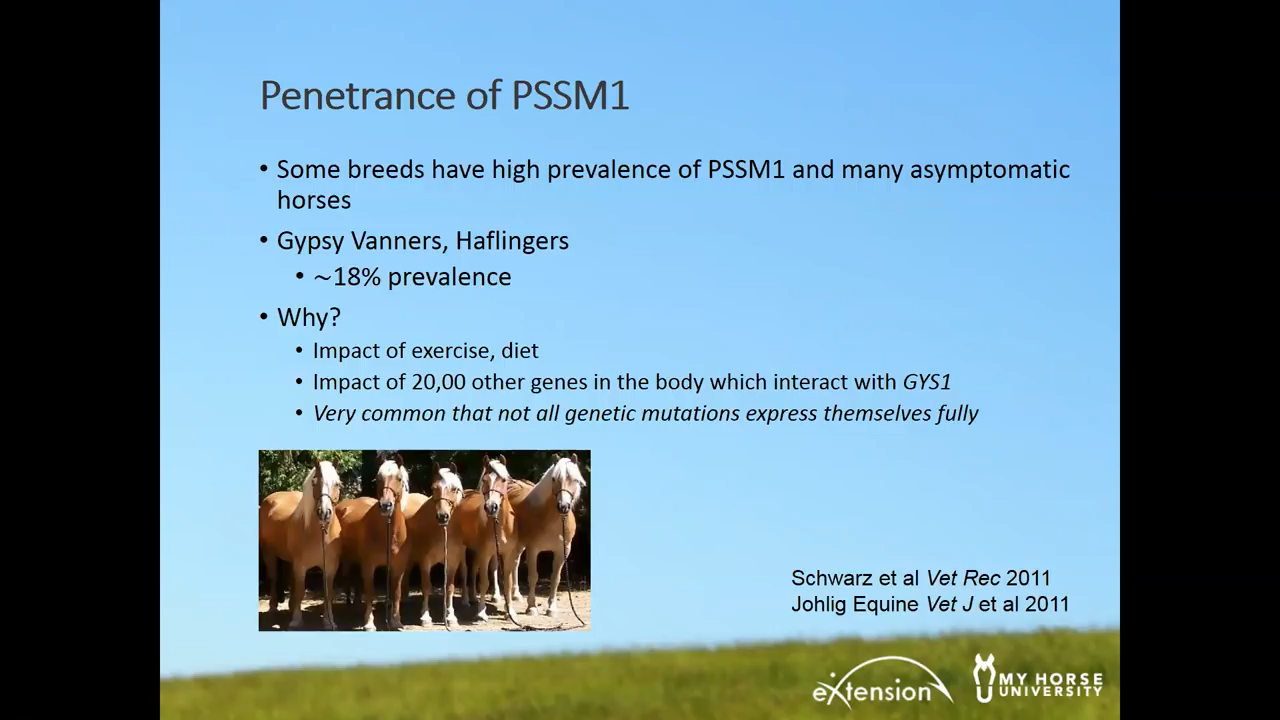 Penetrance of PSSM1
• Some breeds have high prevalence of PSSM1 and many asymptomatic
horses
• Gypsy Vanners, Haflingers
• ~18% prevalence
• Why?
• Impact of exercise, diet
• Impact of 20,00 other genes in the body which interact with GYS1
• Very common that not all genetic mutations express themselves fully
Schwarz et al Vet Rec 2011
Johlig Equine Vet J et al 2011
eXtension
MY HORSE
UNIVERSITY